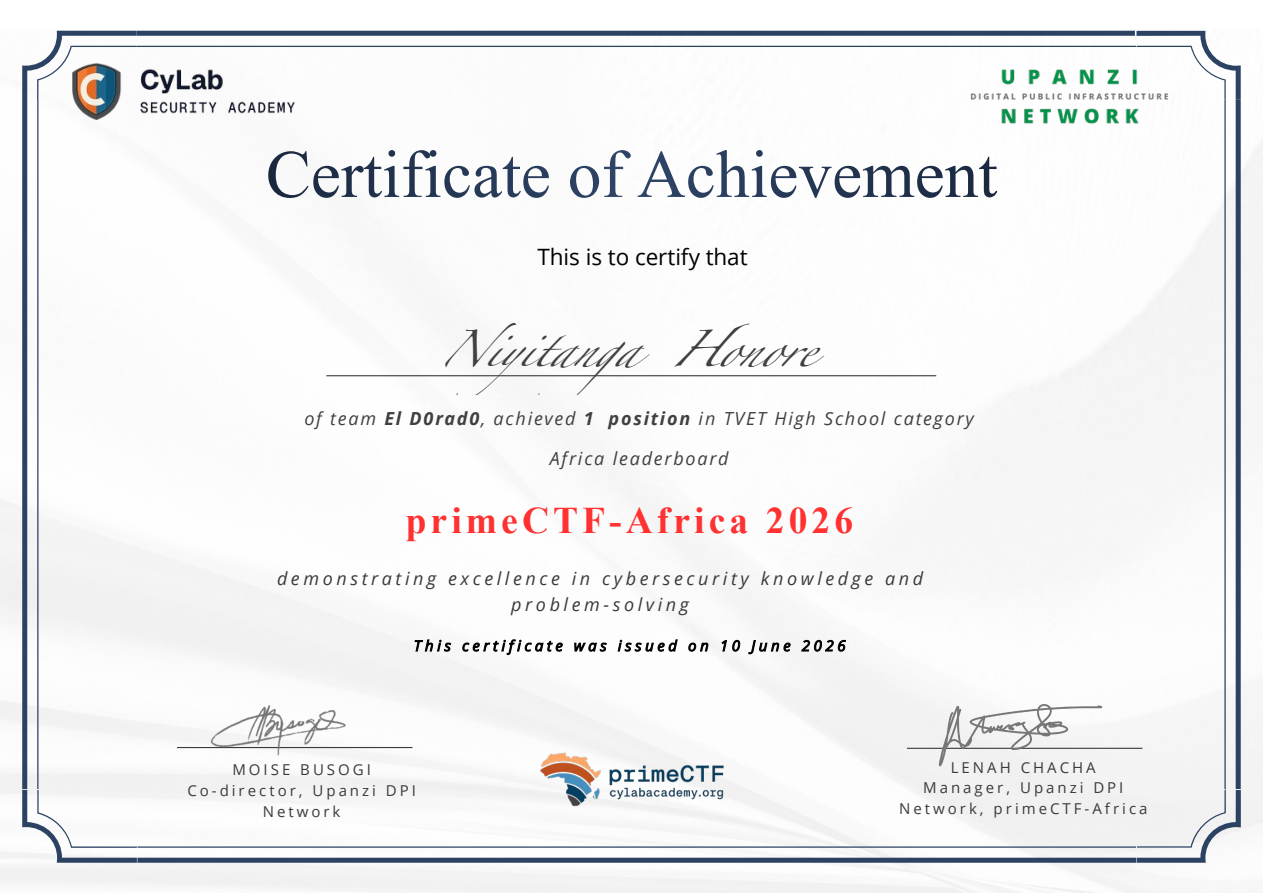 CyLab
SECURITY ACADEMY
UPANZI
DIGITAL PUBLIC INFRASTRUCTURE
NETWORK
Certificate of Achievement
This is to certify that
Niyitanga Honore
of team El D0rad0, achieved 1 position in TVET High School category
Africa leaderboard
primeCTF-Africa 2026
demonstrating excellence in cybersecurity knowledge and
problem-solving
This certificate was issued on 10 June 2026
MOISE BUSOGI
Co-director, Upanzi DPI
Network
primeCTF
cylabacademy.org
LENAH CHACHA
Manager, Upanzi DPI
Network, primeCTF-Africa